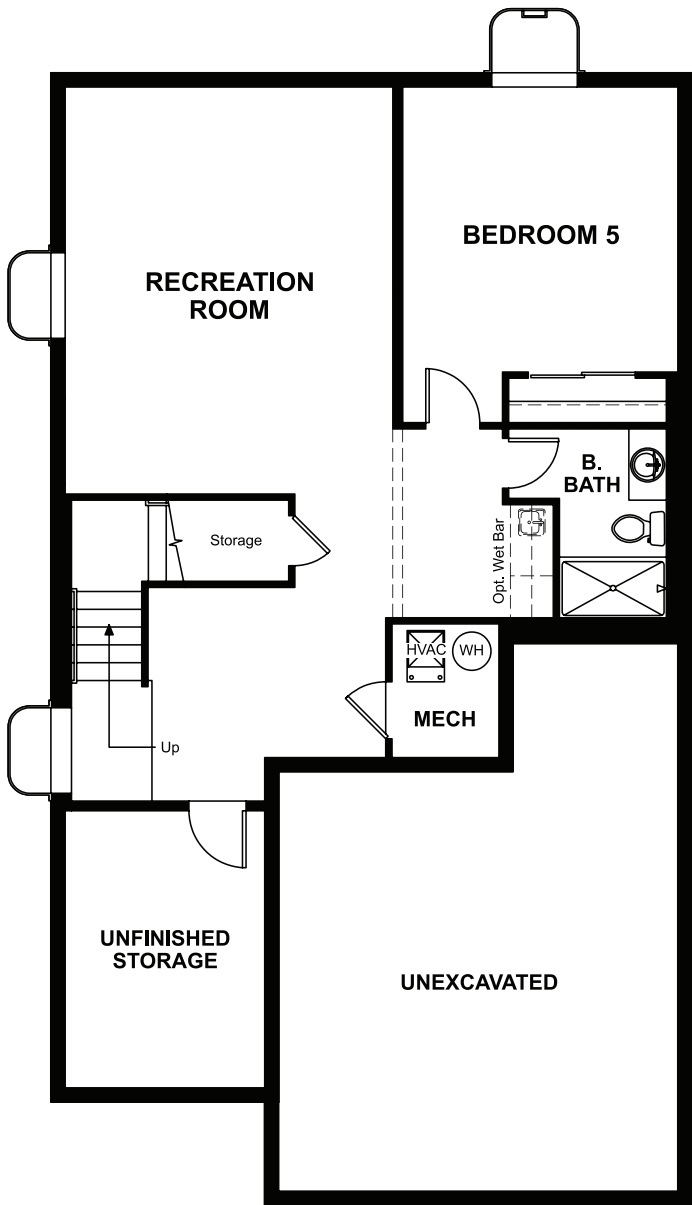 BEDROOM 5
RECREATION
ROOM
B.
BATH
Storage
Opt. Wet Bar
HVAC
WH
MECH
Up
UNFINISHED
STORAGE
UNEXCAVATED